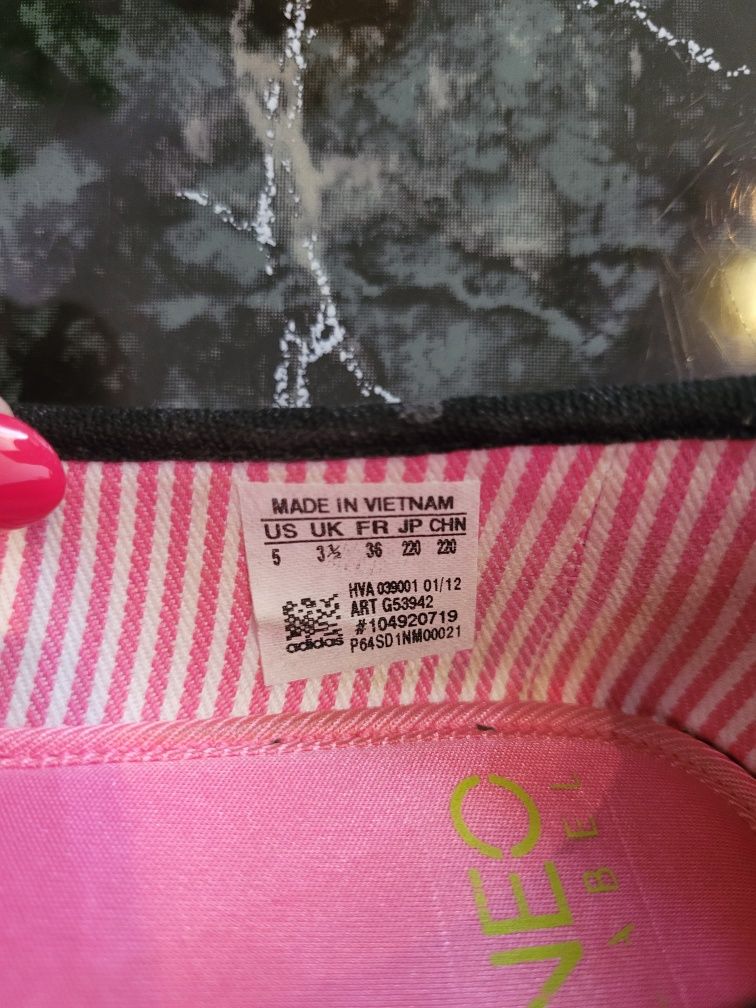 MADE IN VIETNAM
US UK FR JP CHN
5 3½ 36 220 220
HVA 039001 01/12
ART G53942
#104920719
adidas P64SD1NM00021
NEO
LABEL